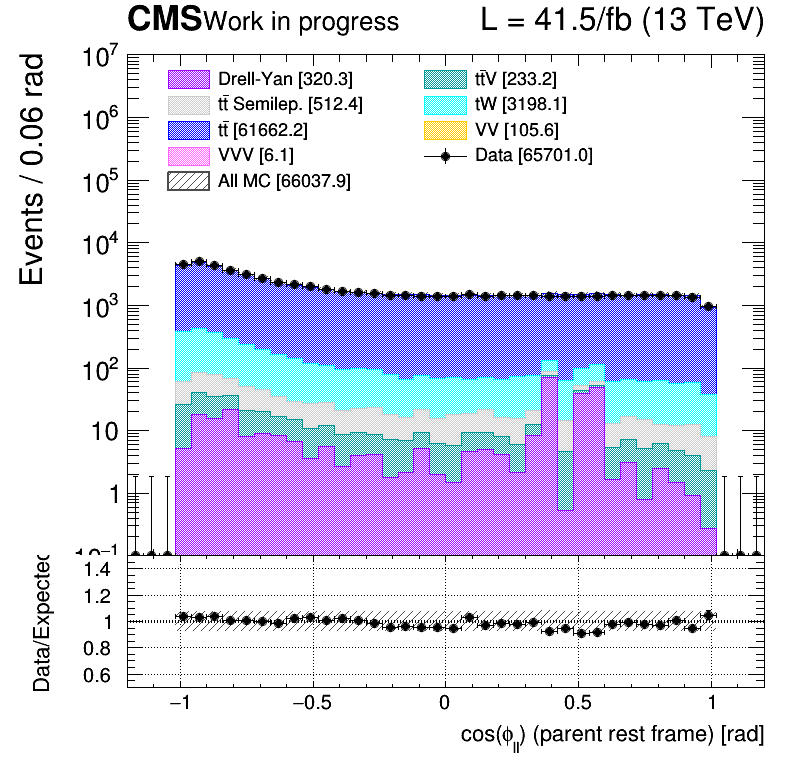 CMS Work in progress L = 41.5/fb (13 TeV)
Events / 0.06 rad
10⁷
10⁶
10⁵
10⁴
10³
10²
10
1
10⁻¹
Drell-Yan [320.3]
tt̄V [233.2]
tt̄ Semilep. [512.4]
tW [3198.1]
tt̄ [61662.2]
VV [105.6]
VVV [6.1]
Data [65701.0]
All MC [66037.9]
Data/Expected
1.4
1.2
1
0.8
0.6
−1 −0.5 0 0.5 1
cos(ϕ_ll) (parent rest frame) [rad]